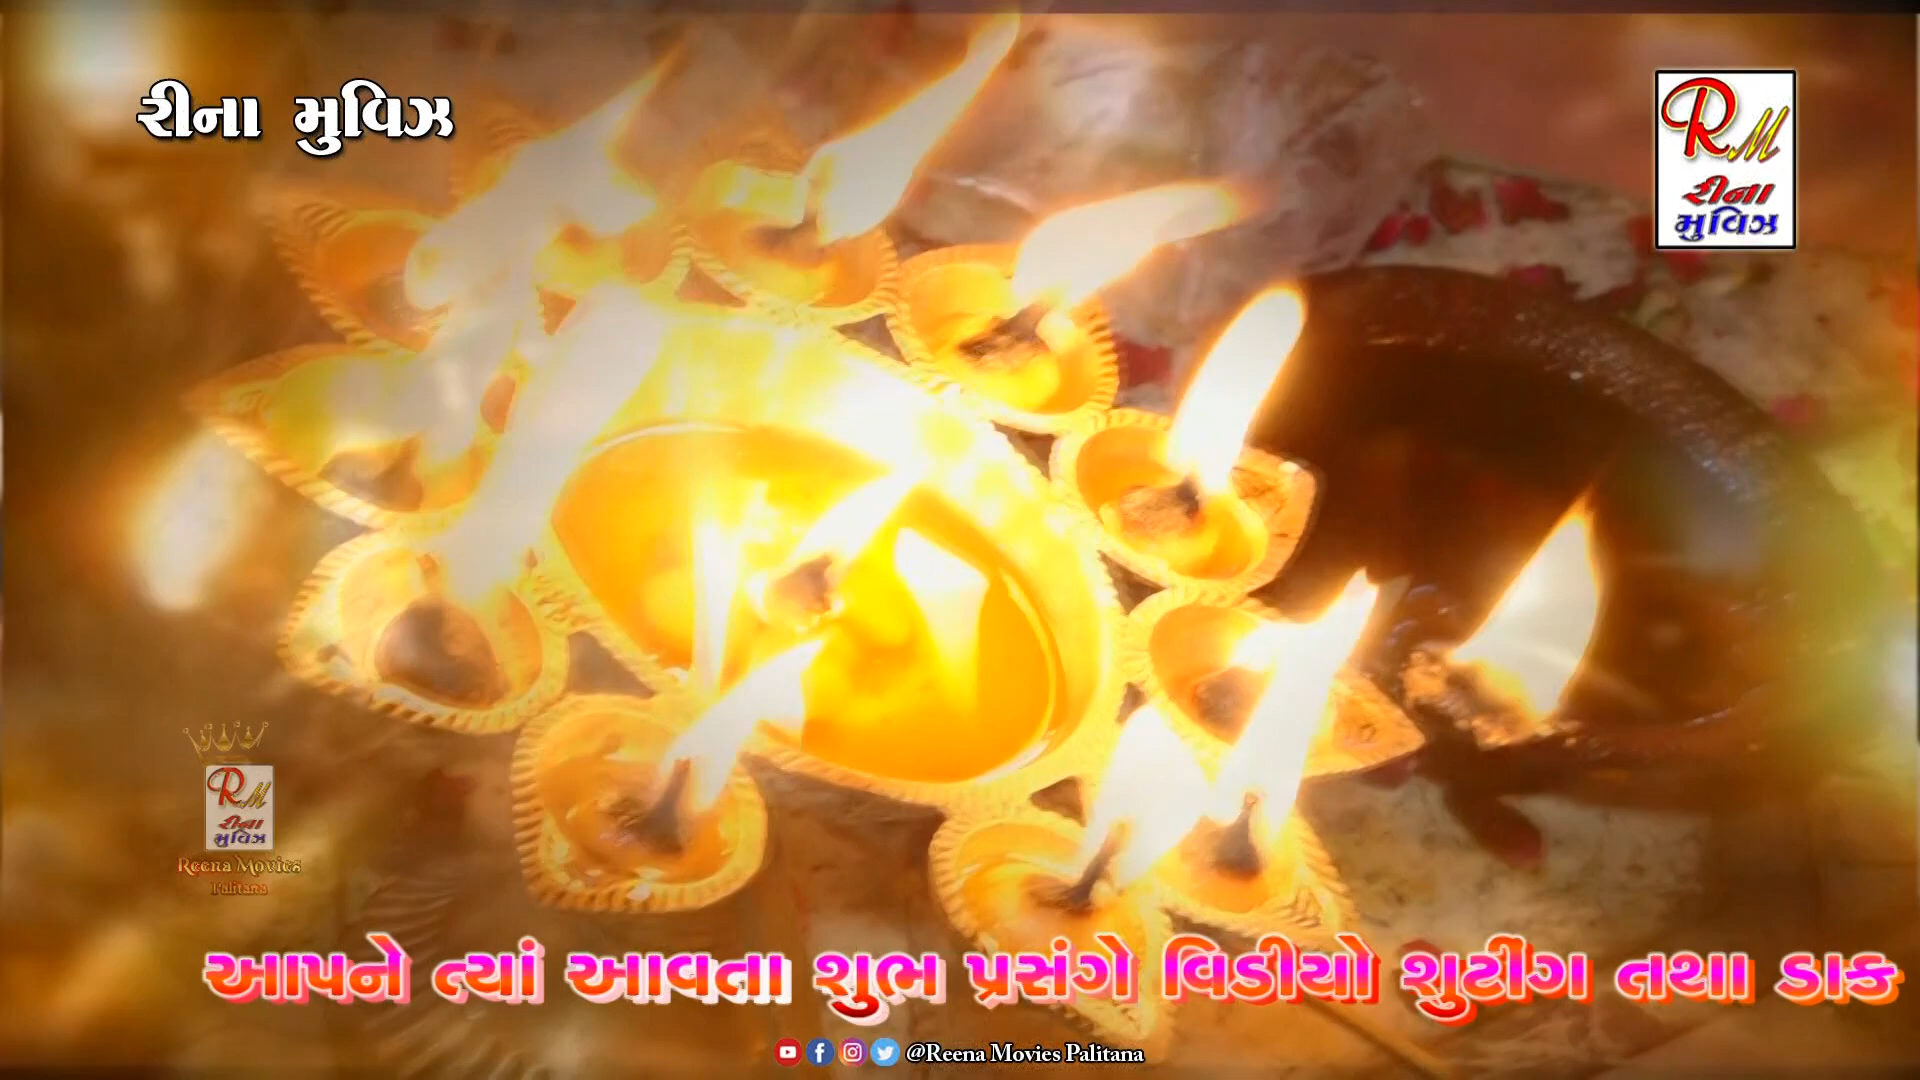 રીના મુવિઝ
RM
રીના
મુવિઝ
RM
રીના
મુવિઝ
Reena Movies
Palitana
આપને ત્યાં આવતા શુભ પ્રસંગે વિડીયો શુટીંગ તથા ડાક
@Reena Movies Palitana